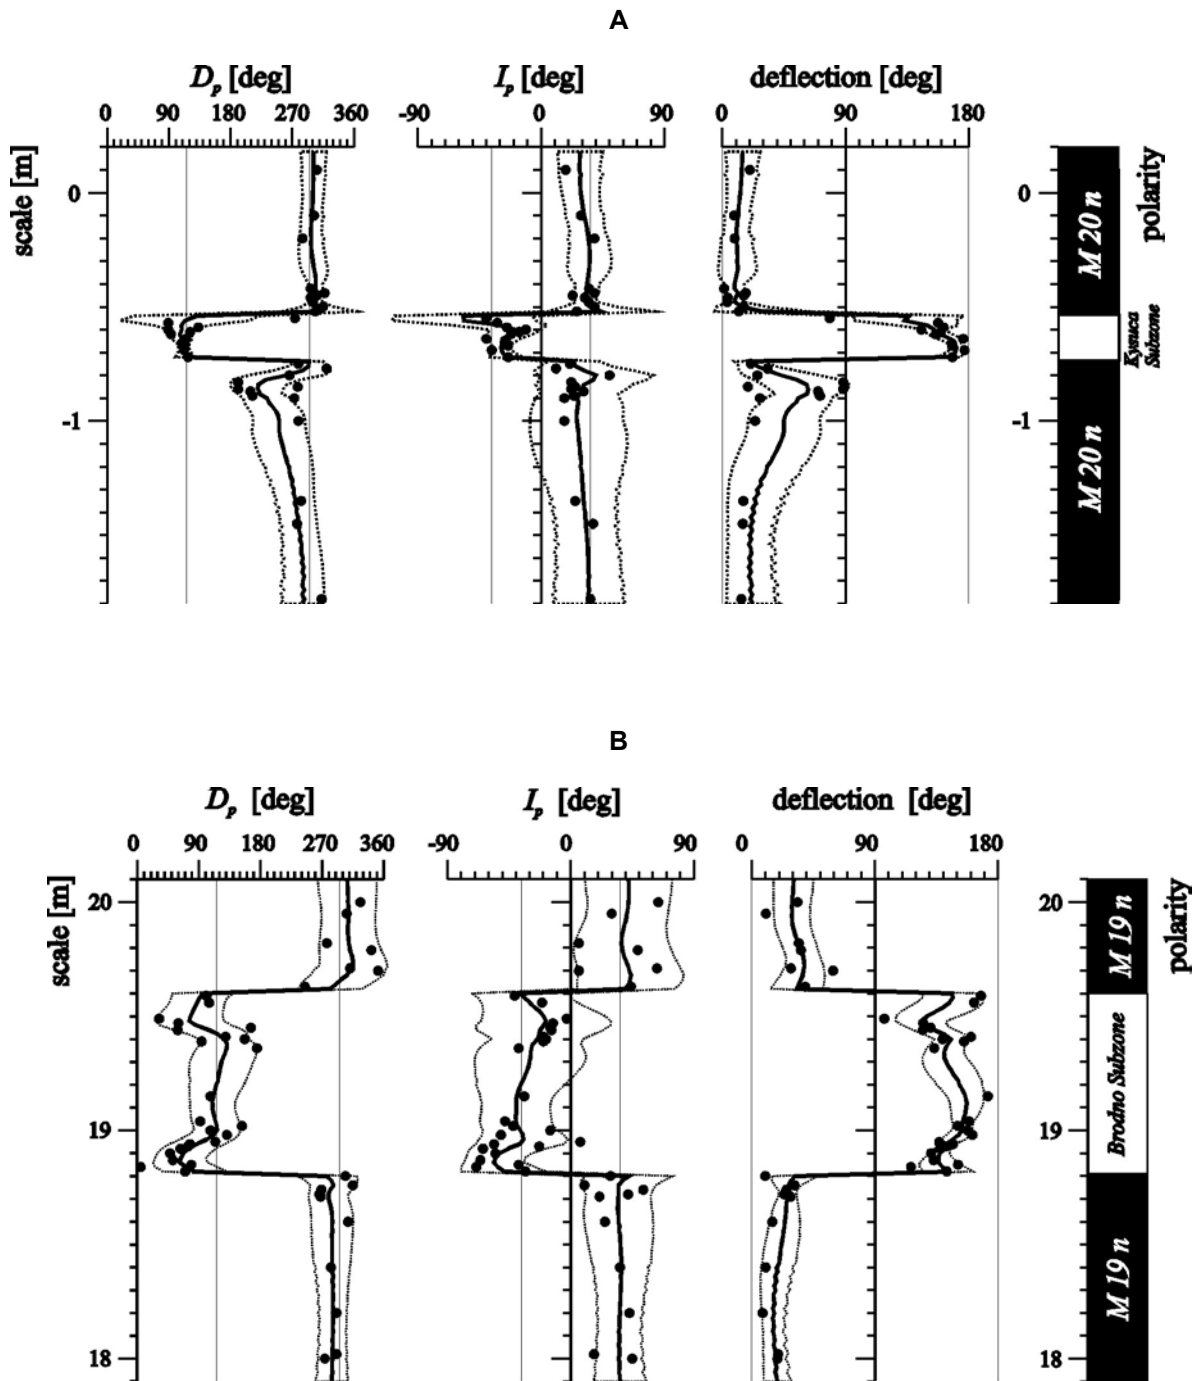 A
D_p [deg] I_p [deg] deflection [deg]
0 90 180 270 360 -90 0 90 0 90 180
scale [m]
polarity
0 0
-1 -1
M 20 n
Kysuca
Subzone
M 20 n
B
D_p [deg] I_p [deg] deflection [deg]
0 90 180 270 360 -90 0 90 0 90 180
scale [m]
polarity
20 20
19 19
18 18
M 19 n
Brodno Subzone
M 19 n